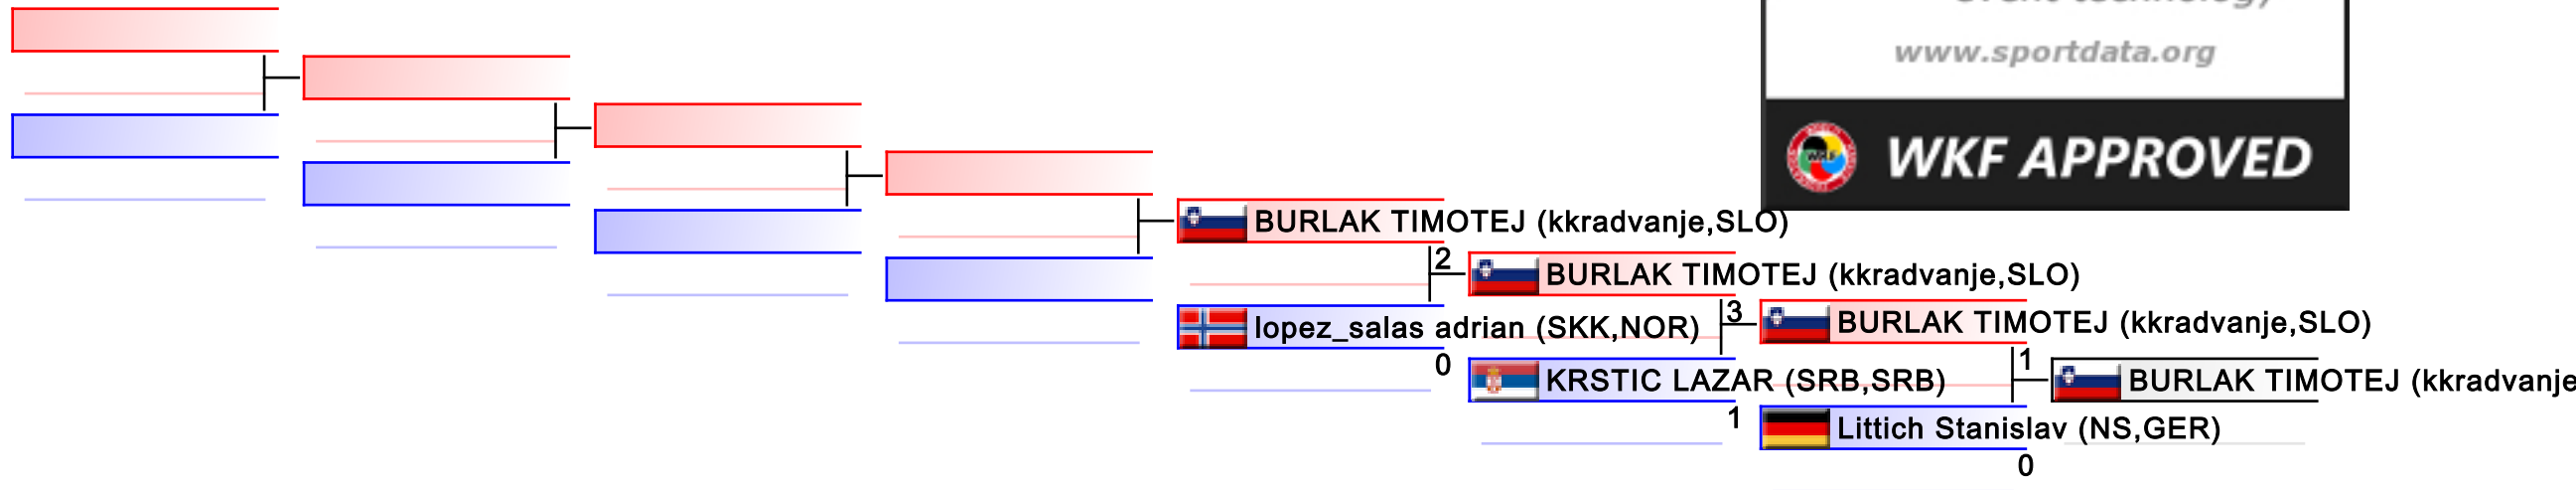 www.sportdata.org
WKF APPROVED
BURLAK TIMOTEJ (kkradvanje,SLO)
2
BURLAK TIMOTEJ (kkradvanje,SLO)
lopez_salas adrian (SKK,NOR)
0
3
BURLAK TIMOTEJ (kkradvanje,SLO)
KRSTIC LAZAR (SRB,SRB)
1
1
BURLAK TIMOTEJ (kkradvanje
Littich Stanislav (NS,GER)
0